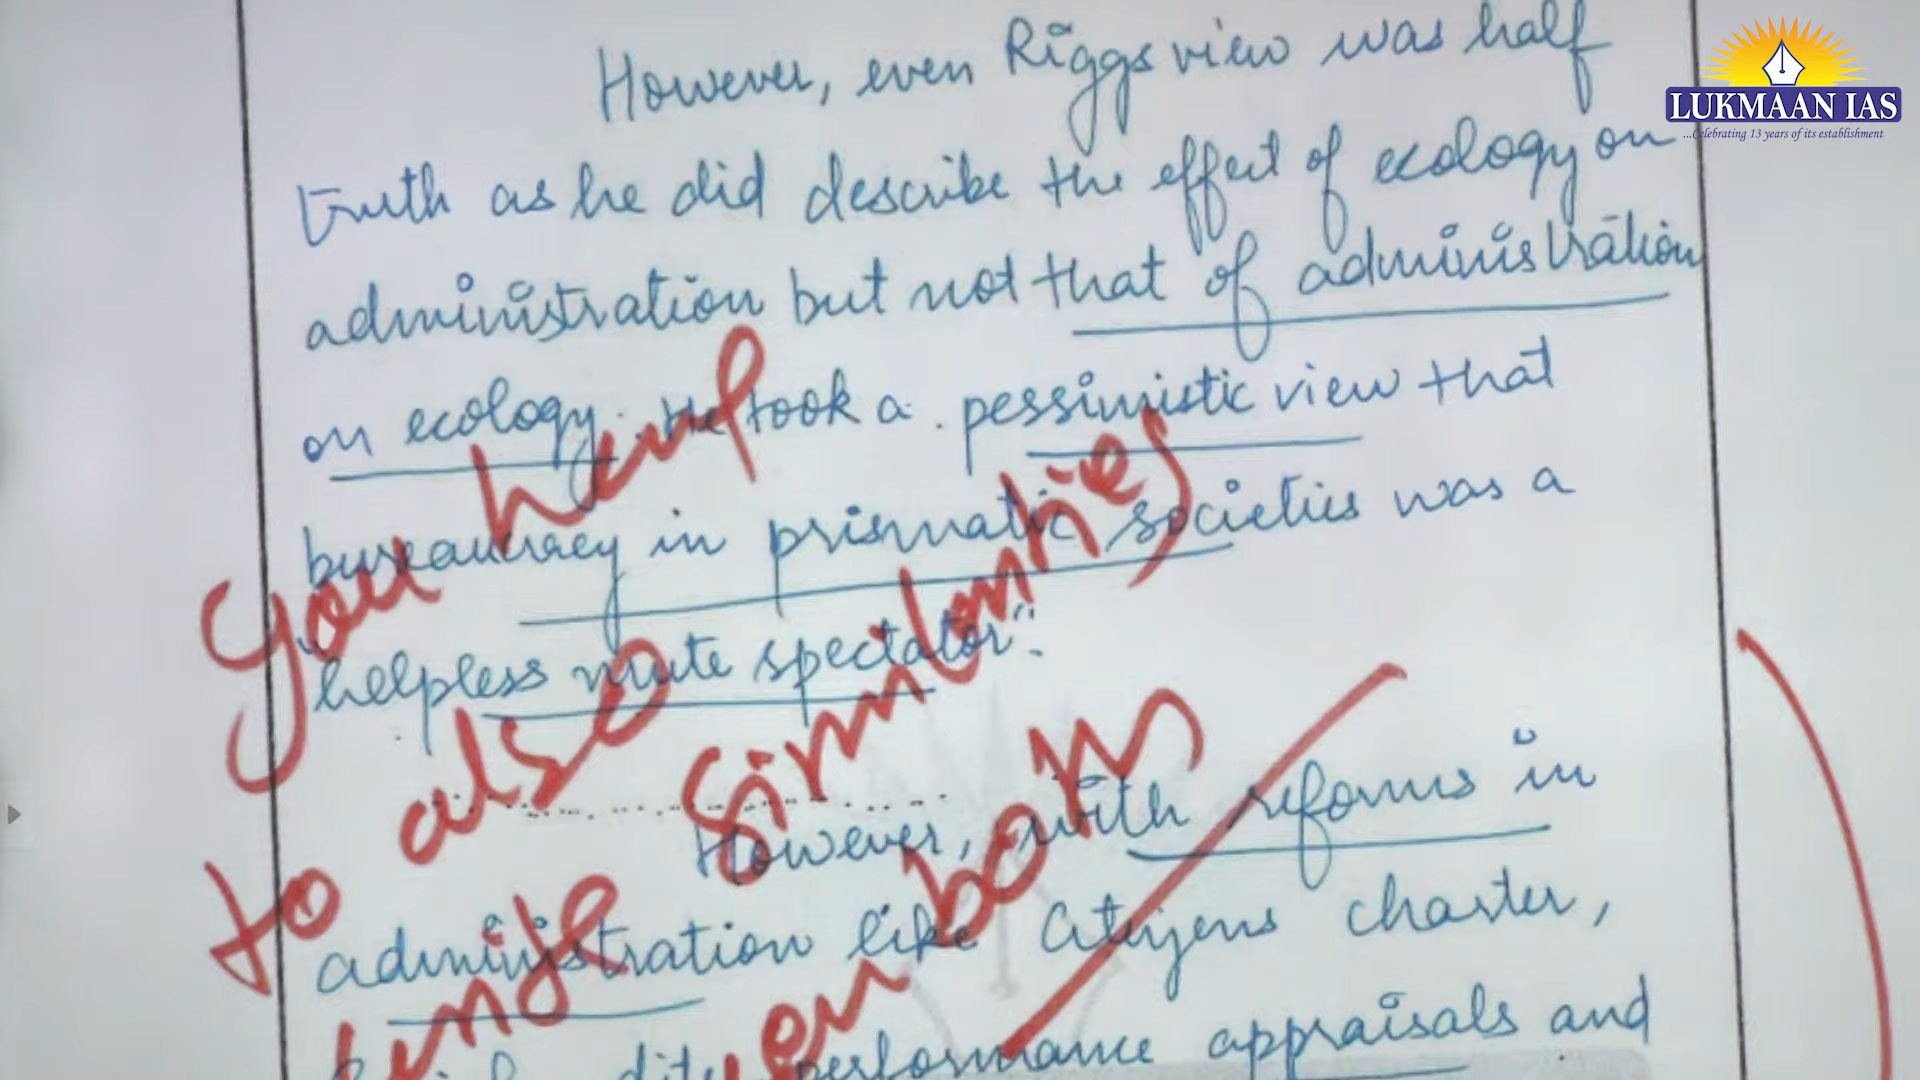 However, even Riggs view was half
truth as he did describe the effect of ecology on
administration but not that of administration
on ecology. He took a pessimistic view that
bureaucracy in prismatic societies was a
helpless mute spectator".
However, with reforms in
administration like Citizens charter,
performance appraisals and
You have
to also similarities
LUKMAAN IAS
...Celebrating 13 years of its establishment